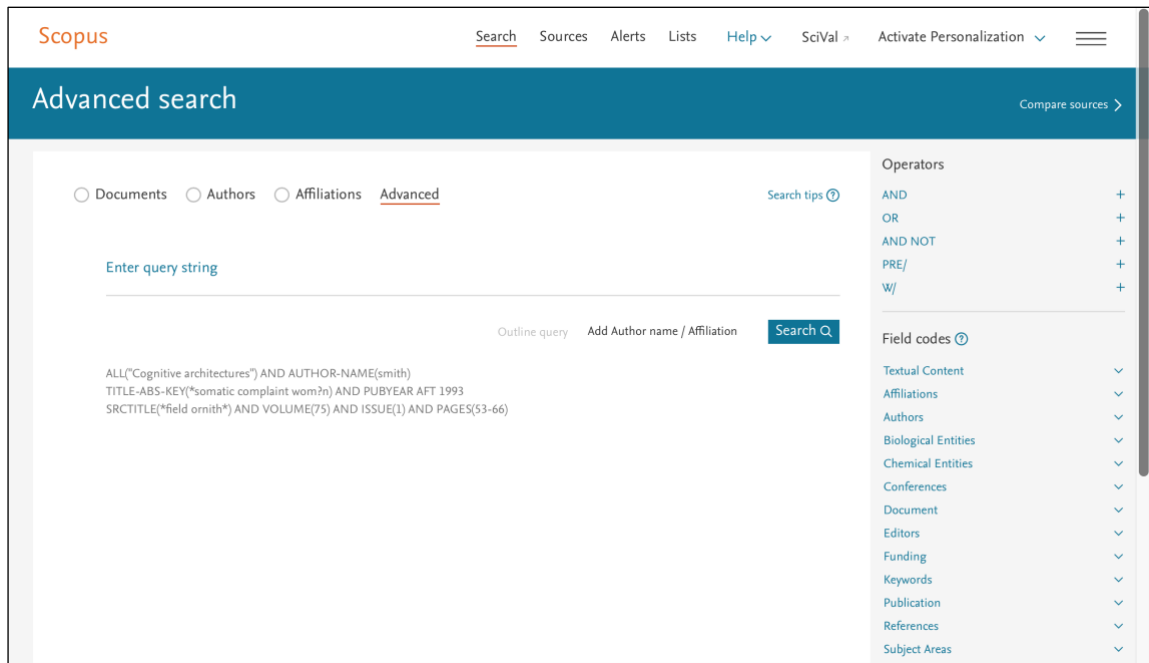 Scopus
Search Sources Alerts Lists Help SciVal Activate Personalization
Advanced search
Compare sources
Documents Authors Affiliations Advanced
Search tips
Enter query string
Outline query Add Author name / Affiliation Search
ALL("Cognitive architectures") AND AUTHOR-NAME(smith)
TITLE-ABS-KEY(*somatic complaint wom?n) AND PUBYEAR AFT 1993
SRCTITLE(*field ornith*) AND VOLUME(75) AND ISSUE(1) AND PAGES(53-66)
Operators
AND +
OR +
AND NOT +
PRE/ +
W/ +
Field codes
Textual Content
Affiliations
Authors
Biological Entities
Chemical Entities
Conferences
Document
Editors
Funding
Keywords
Publication
References
Subject Areas